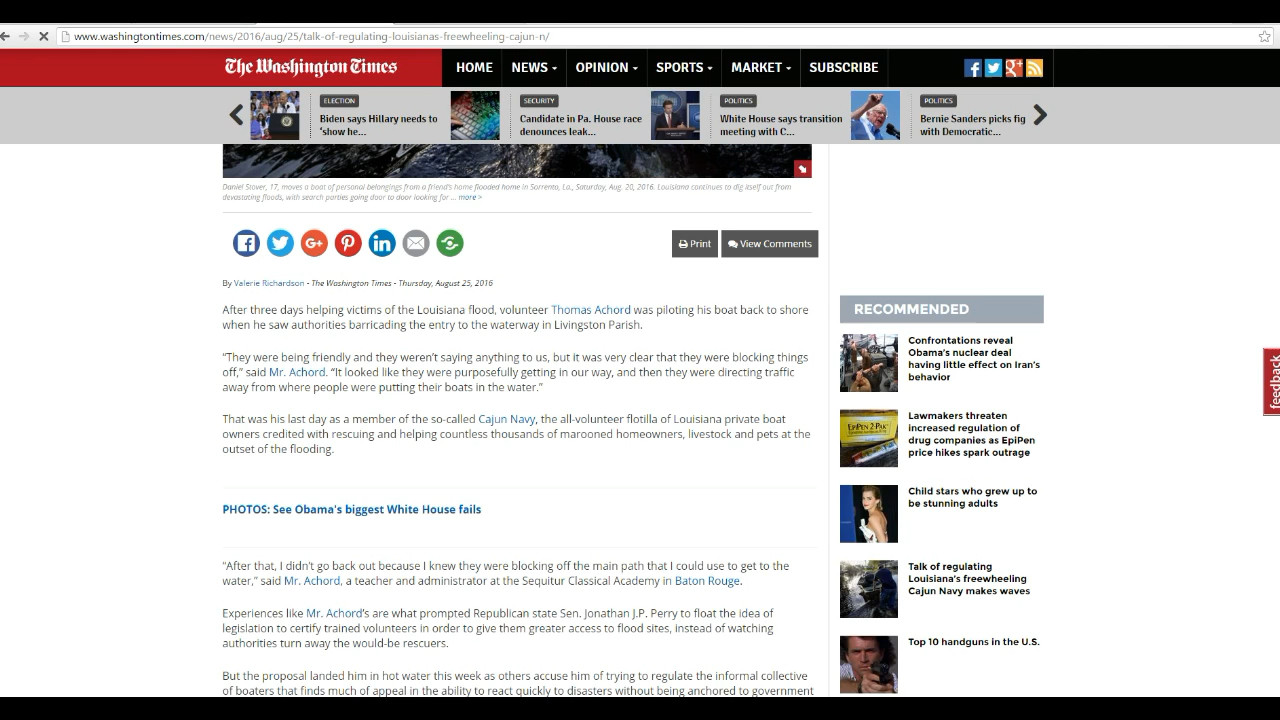 www.washingtontimes.com/news/2016/aug/25/talk-of-regulating-louisianas-freewheeling-cajun-n/
The Washington Times
HOME NEWS OPINION SPORTS MARKET SUBSCRIBE
ELECTION
Biden says Hillary needs to
‘show he...
SECURITY
Candidate in Pa. House race
denounces leak...
POLITICS
White House says transition
meeting with C...
POLITICS
Bernie Sanders picks fig
with Democratic...
Daniel Stover, 17, moves a boat of personal belongings from a friend's home flooded home in Sorrento, La., Saturday, Aug. 20, 2016. Louisiana continues to dig itself out from
devastating floods, with search parties going door to door looking for ... more >
Print
View Comments
By Valerie Richardson - The Washington Times - Thursday, August 25, 2016
After three days helping victims of the Louisiana flood, volunteer Thomas Achord was piloting his boat back to shore
when he saw authorities barricading the entry to the waterway in Livingston Parish.
“They were being friendly and they weren’t saying anything to us, but it was very clear that they were blocking things
off,” said Mr. Achord. “It looked like they were purposefully getting in our way, and then they were directing traffic
away from where people were putting their boats in the water.”
That was his last day as a member of the so-called Cajun Navy, the all-volunteer flotilla of Louisiana private boat
owners credited with rescuing and helping countless thousands of marooned homeowners, livestock and pets at the
outset of the flooding.
PHOTOS: See Obama's biggest White House fails
“After that, I didn’t go back out because I knew they were blocking off the main path that I could use to get to the
water,” said Mr. Achord, a teacher and administrator at the Sequitur Classical Academy in Baton Rouge.
Experiences like Mr. Achord’s are what prompted Republican state Sen. Jonathan J.P. Perry to float the idea of
legislation to certify trained volunteers in order to give them greater access to flood sites, instead of watching
authorities turn away the would-be rescuers.
But the proposal landed him in hot water this week as others accuse him of trying to regulate the informal collective
of boaters that finds much of appeal in the ability to react quickly to disasters without being anchored to government
RECOMMENDED
Confrontations reveal
Obama’s nuclear deal
having little effect on Iran’s
behavior
Lawmakers threaten
increased regulation of
drug companies as EpiPen
price hikes spark outrage
EPIPEN 2-PAK
Child stars who grew up to
be stunning adults
Talk of regulating
Louisiana’s freewheeling
Cajun Navy makes waves
Top 10 handguns in the U.S.
feedback